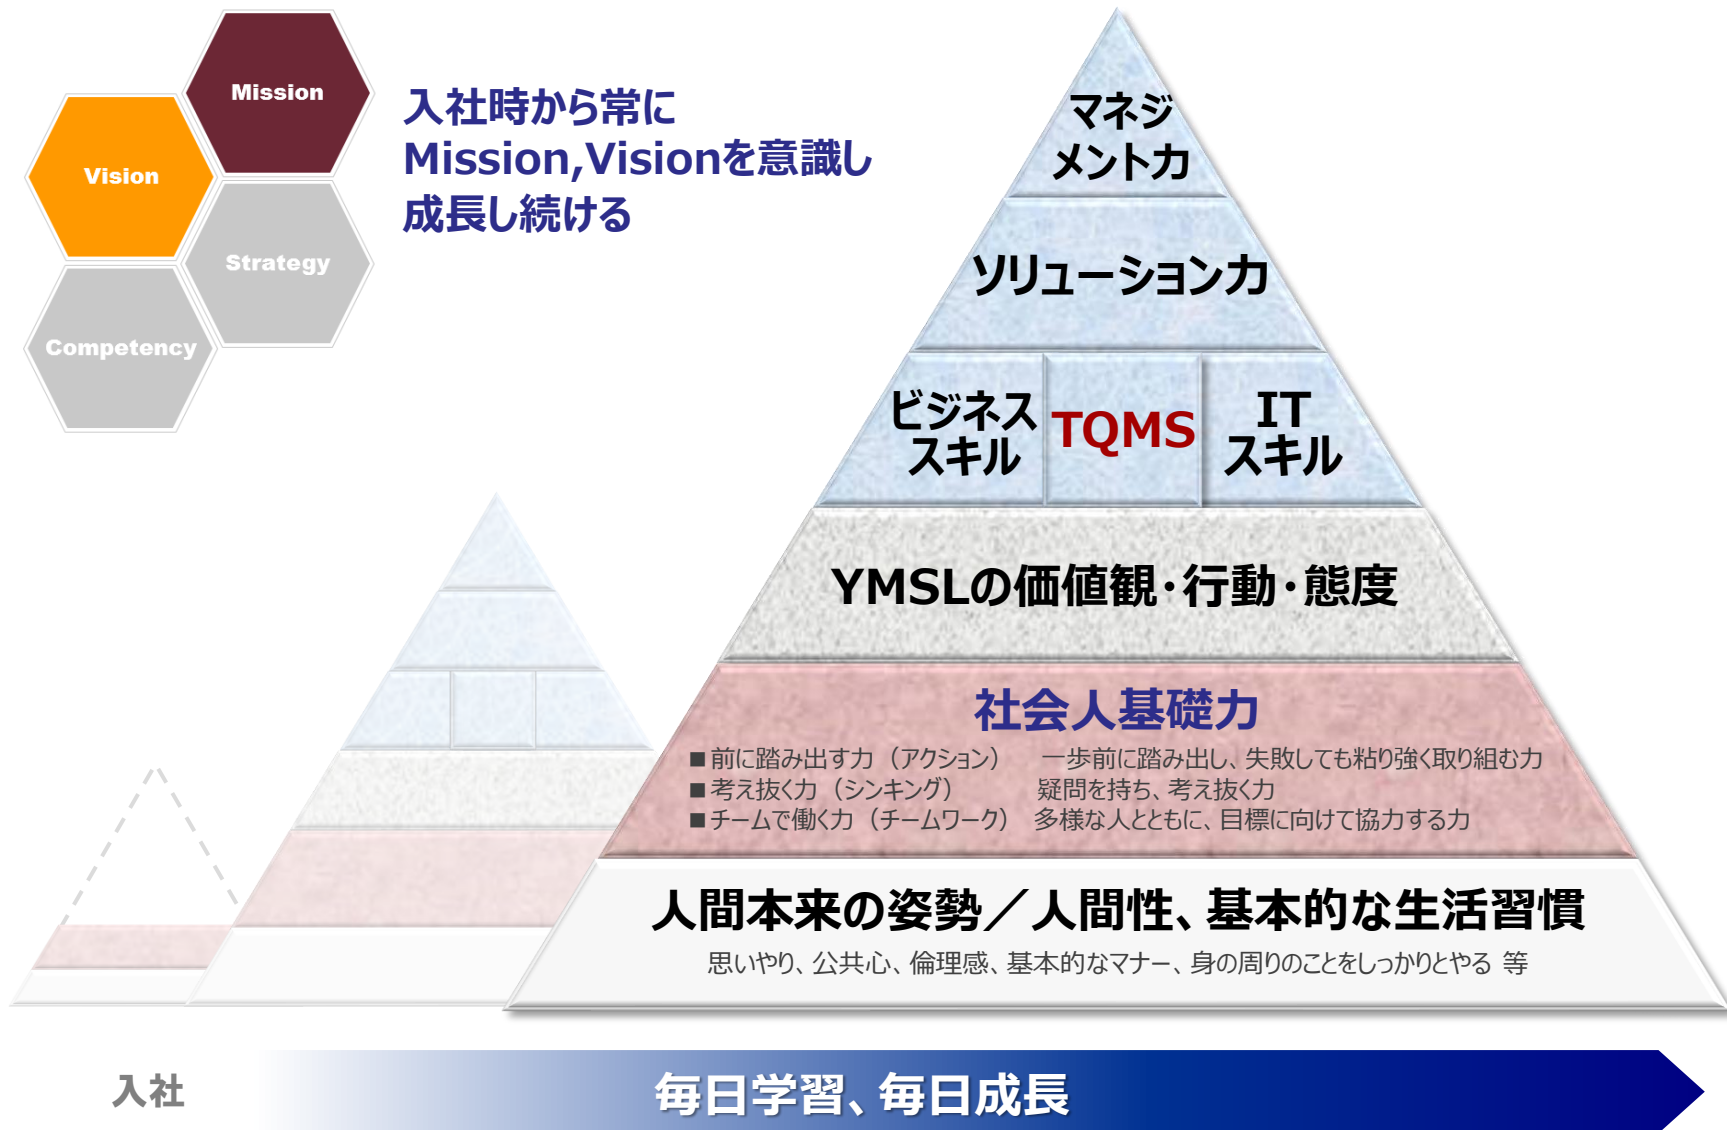 Mission
Vision
Strategy
Competency
入社時から常に
Mission,Visionを意識し
成長し続ける
マネジ
メント力
ソリューション力
ビジネス
スキル
TQMS
IT
スキル
YMSLの価値観・行動・態度
社会人基礎力
■前に踏み出す力（アクション） 一歩前に踏み出し、失敗しても粘り強く取り組む力
■考え抜く力（シンキング） 疑問を持ち、考え抜く力
■チームで働く力（チームワーク） 多様な人とともに、目標に向けて協力する力
人間本来の姿勢／人間性、基本的な生活習慣
思いやり、公共心、倫理感、基本的なマナー、身の周りのことをしっかりとやる 等
入社
毎日学習、毎日成長